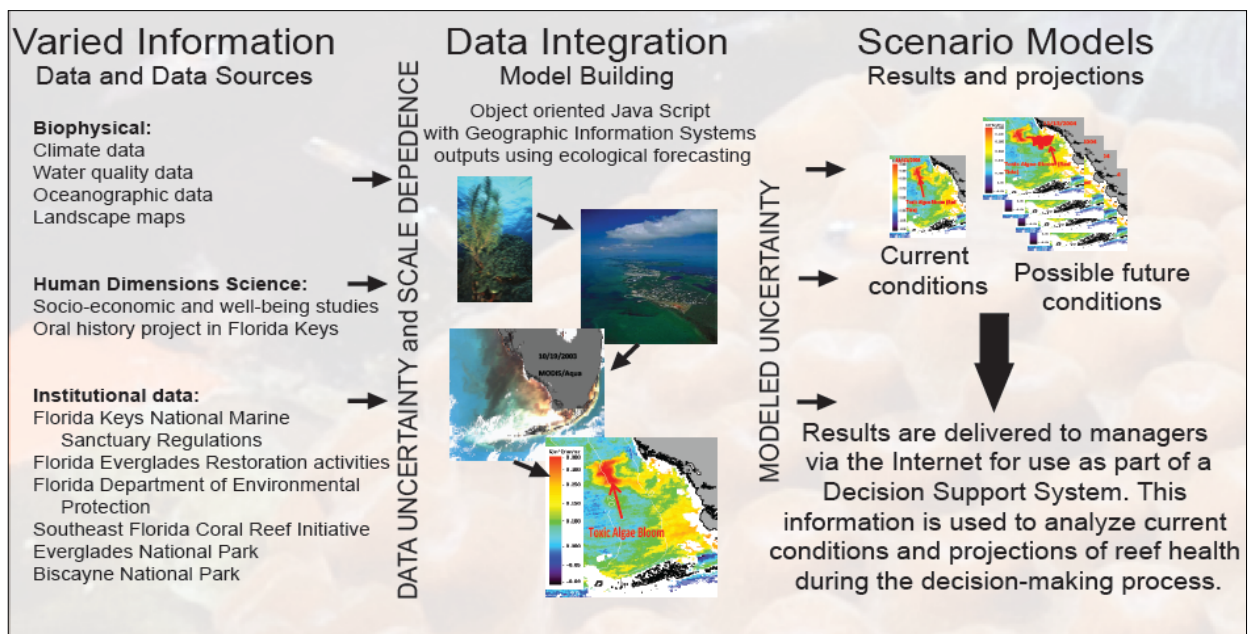 Varied Information
Data and Data Sources
Biophysical:
Climate data
Water quality data
Oceanographic data
Landscape maps
Human Dimensions Science:
Socio-economic and well-being studies
Oral history project in Florida Keys
Institutional data:
Florida Keys National Marine
Sanctuary Regulations
Florida Everglades Restoration activities
Florida Department of Environmental
Protection
Southeast Florida Coral Reef Initiative
Everglades National Park
Biscayne National Park
DATA UNCERTAINTY and SCALE DEPEDENCE
Data Integration
Model Building
Object oriented Java Script
with Geographic Information Systems
outputs using ecological forecasting
MODIS/Aqua
Toxic Algae Bloom
MODELED UNCERTAINTY
Scenario Models
Results and projections
Current
conditions
Possible future
conditions
Results are delivered to managers
via the Internet for use as part of a
Decision Support System. This
information is used to analyze current
conditions and projections of reef health
during the decision-making process.